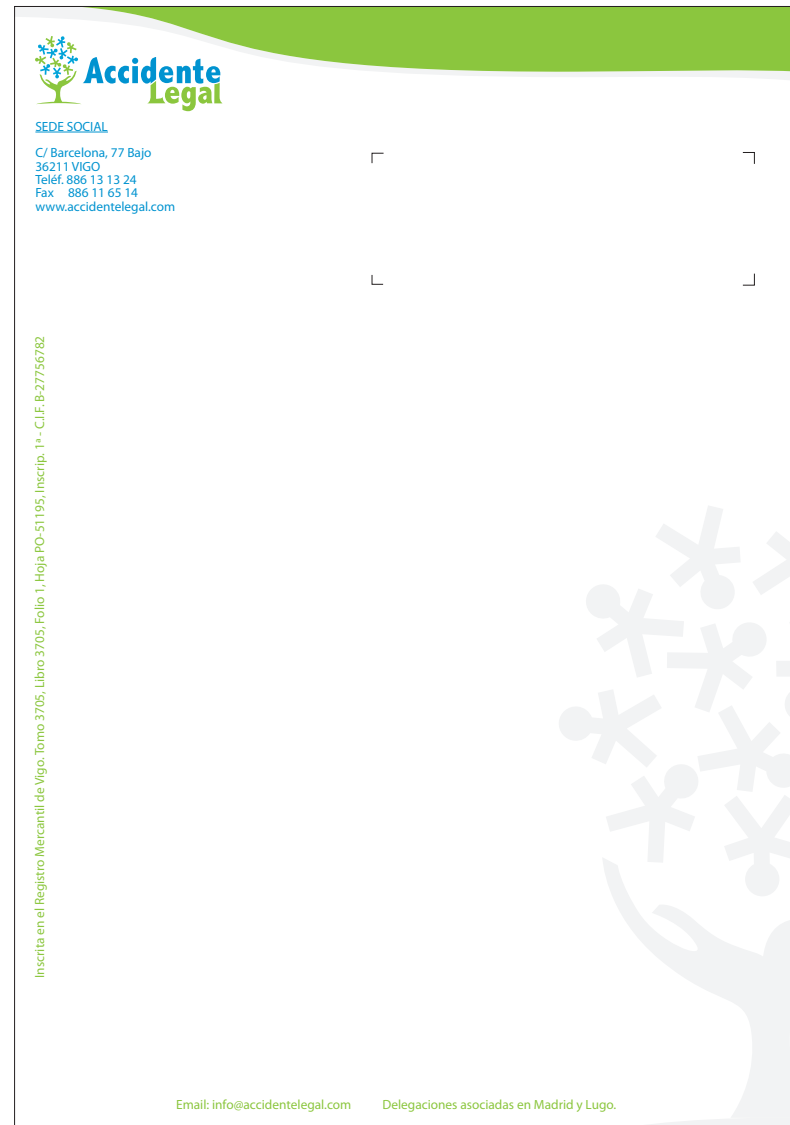 Accidente
Legal
SEDE SOCIAL
C/ Barcelona, 77 Bajo
36211 VIGO
Teléf. 886 13 13 24
Fax 886 11 65 14
www.accidentelegal.com
Inscrita en el Registro Mercantil de Vigo. Tomo 3705, Libro 3705, Folio 1, Hoja PO-51195, Inscrip. 1ª - C.I.F. B-27756782
Email: info@accidentelegal.com Delegaciones asociadas en Madrid y Lugo.